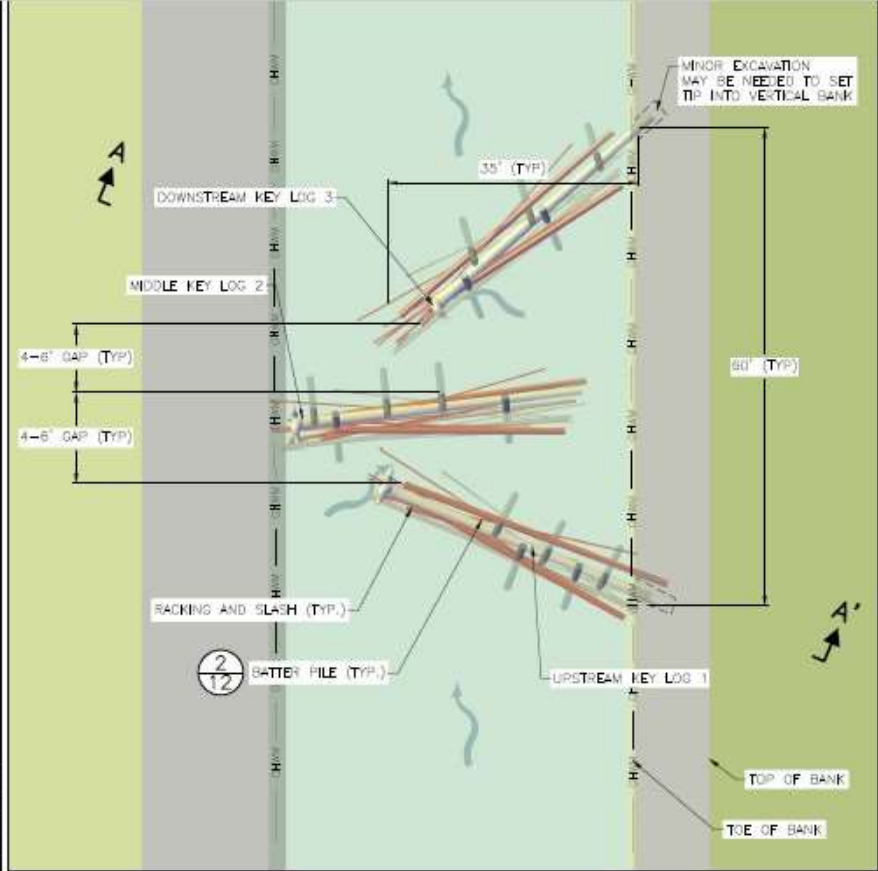 MINOR EXCAVATION
MAY BE NEEDED TO SET
TIP INTO VERTICAL BANK
A
35' (TYP)
DOWNSTREAM KEY LOG 3
MIDDLE KEY LOG 2
4-6' GAP (TYP)
60' (TYP)
4-6' GAP (TYP)
RACKING AND SLASH (TYP.)
A'
2
12
BATTER PILE (TYP.)
UPSTREAM KEY LOG 1
TOP OF BANK
TOE OF BANK